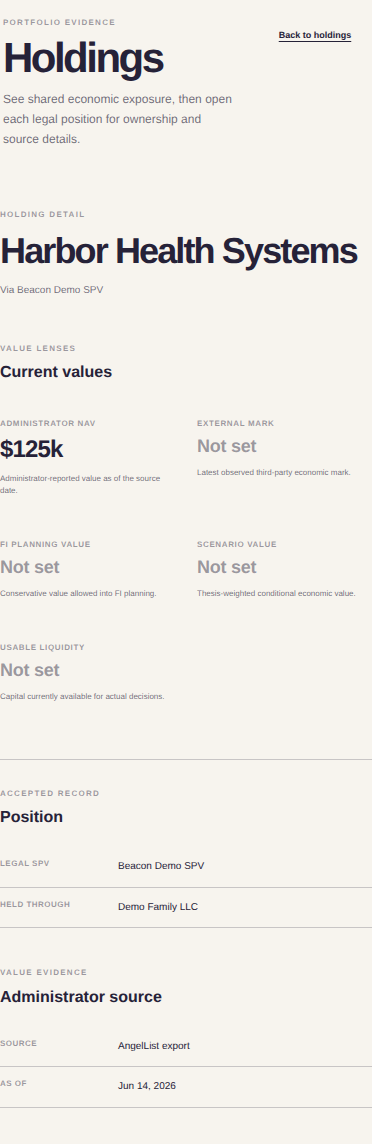 PORTFOLIO EVIDENCE
Back to holdings
Holdings
See shared economic exposure, then open
each legal position for ownership and
source details.
HOLDING DETAIL
Harbor Health Systems
Via Beacon Demo SPV
VALUE LENSES
Current values
ADMINISTRATOR NAV
$125k
Administrator-reported value as of the source
date.
EXTERNAL MARK
Not set
Latest observed third-party economic mark.
FI PLANNING VALUE
Not set
Conservative value allowed into FI planning.
SCENARIO VALUE
Not set
Thesis-weighted conditional economic value.
USABLE LIQUIDITY
Not set
Capital currently available for actual decisions.
ACCEPTED RECORD
Position
LEGAL SPV
Beacon Demo SPV
HELD THROUGH
Demo Family LLC
VALUE EVIDENCE
Administrator source
SOURCE
AngelList export
AS OF
Jun 14, 2026